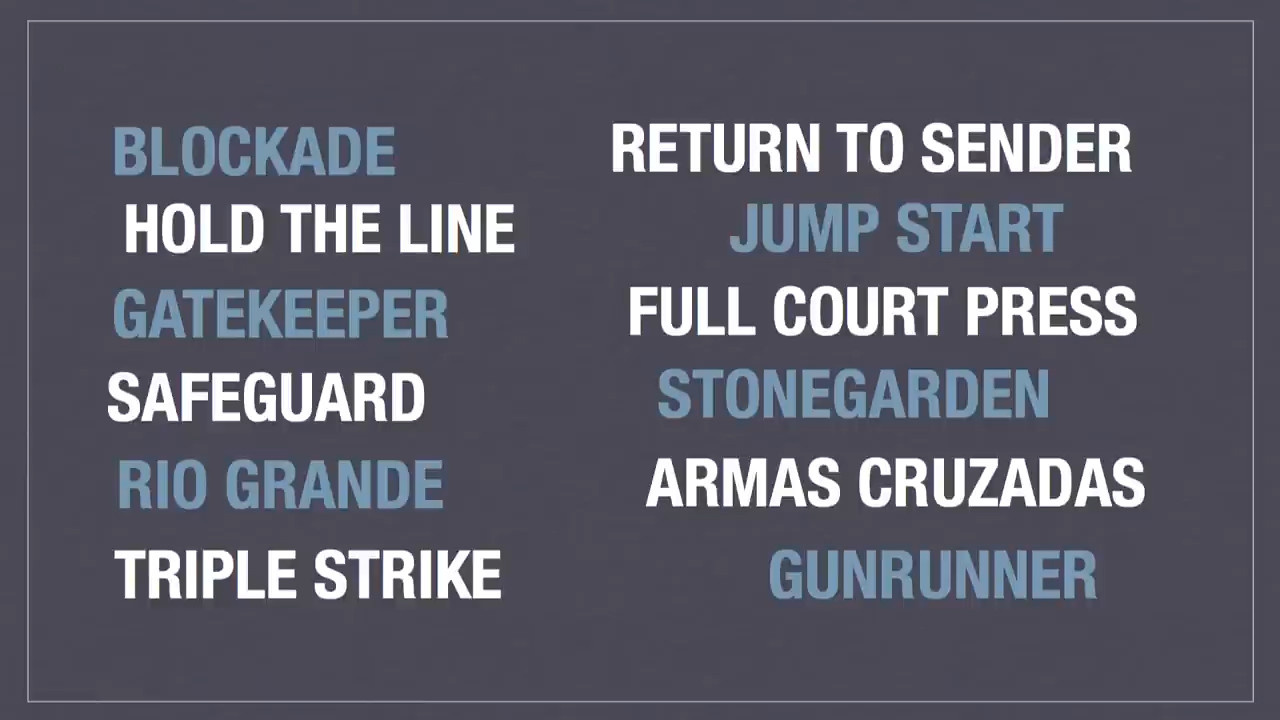 BLOCKADE
HOLD THE LINE
GATEKEEPER
SAFEGUARD
RIO GRANDE
TRIPLE STRIKE
RETURN TO SENDER
JUMP START
FULL COURT PRESS
STONEGARDEN
ARMAS CRUZADAS
GUNRUNNER